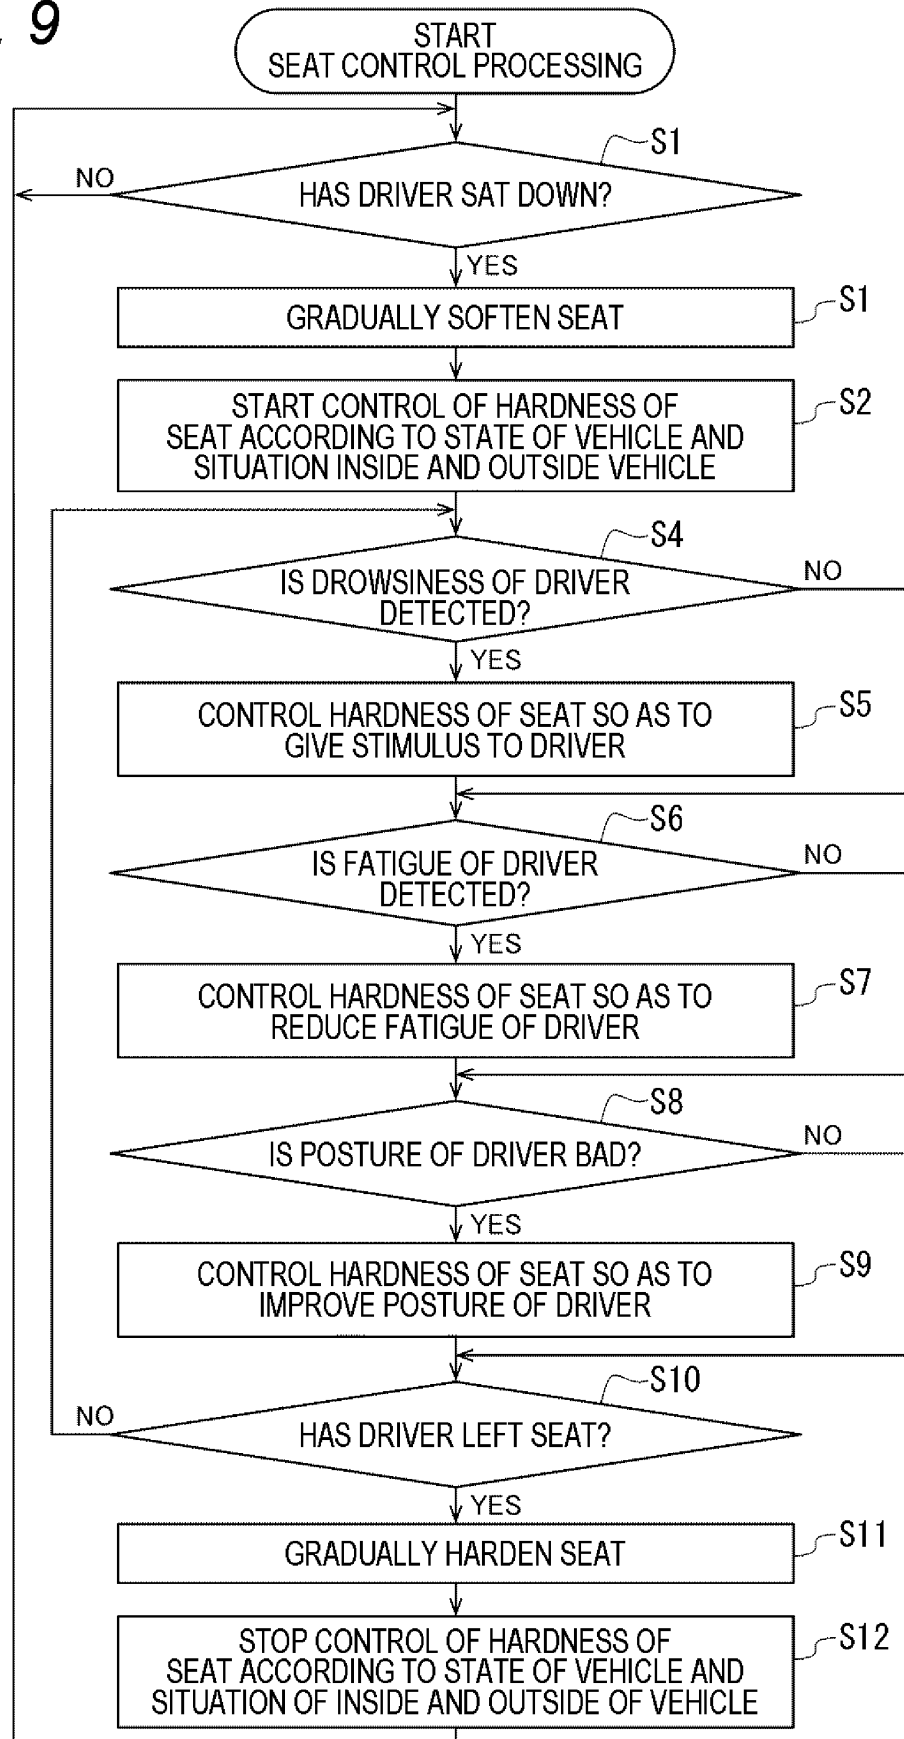 . 9
START
SEAT CONTROL PROCESSING
S1
NO
HAS DRIVER SAT DOWN?
YES
GRADUALLY SOFTEN SEAT
S1
START CONTROL OF HARDNESS OF
SEAT ACCORDING TO STATE OF VEHICLE AND
SITUATION INSIDE AND OUTSIDE VEHICLE
S2
S4
IS DROWSINESS OF DRIVER
DETECTED?
NO
YES
CONTROL HARDNESS OF SEAT SO AS TO
GIVE STIMULUS TO DRIVER
S5
S6
IS FATIGUE OF DRIVER
DETECTED?
NO
YES
CONTROL HARDNESS OF SEAT SO AS TO
REDUCE FATIGUE OF DRIVER
S7
S8
IS POSTURE OF DRIVER BAD?
NO
YES
CONTROL HARDNESS OF SEAT SO AS TO
IMPROVE POSTURE OF DRIVER
S9
S10
NO
HAS DRIVER LEFT SEAT?
YES
GRADUALLY HARDEN SEAT
S11
STOP CONTROL OF HARDNESS OF
SEAT ACCORDING TO STATE OF VEHICLE AND
SITUATION OF INSIDE AND OUTSIDE OF VEHICLE
S12